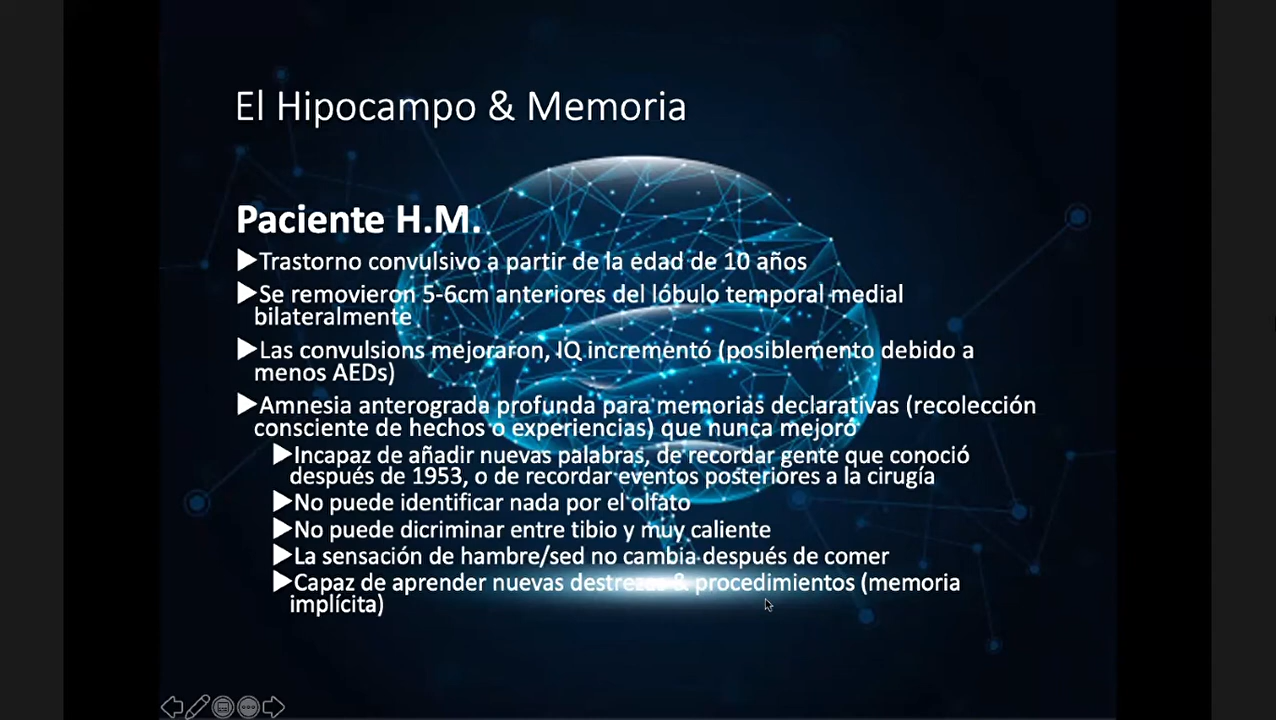 El Hipocampo & Memoria
Paciente H.M.
▶Trastorno convulsivo a partir de la edad de 10 años
▶Se removieron 5-6cm anteriores del lóbulo temporal medial
bilateralmente
▶Las convulsions mejoraron, IQ incrementó (posiblemento debido a
menos AEDs)
▶Amnesia anterograda profunda para memorias declarativas (recolección
consciente de hechos o experiencias) que nunca mejoró
▶Incapaz de añadir nuevas palabras, de recordar gente que conoció
después de 1953, o de recordar eventos posteriores a la cirugía
▶No puede identificar nada por el olfato
▶No puede dicriminar entre tibio y muy caliente
▶La sensación de hambre/sed no cambia después de comer
▶Capaz de aprender nuevas destrezas & procedimientos (memoria
implícita)